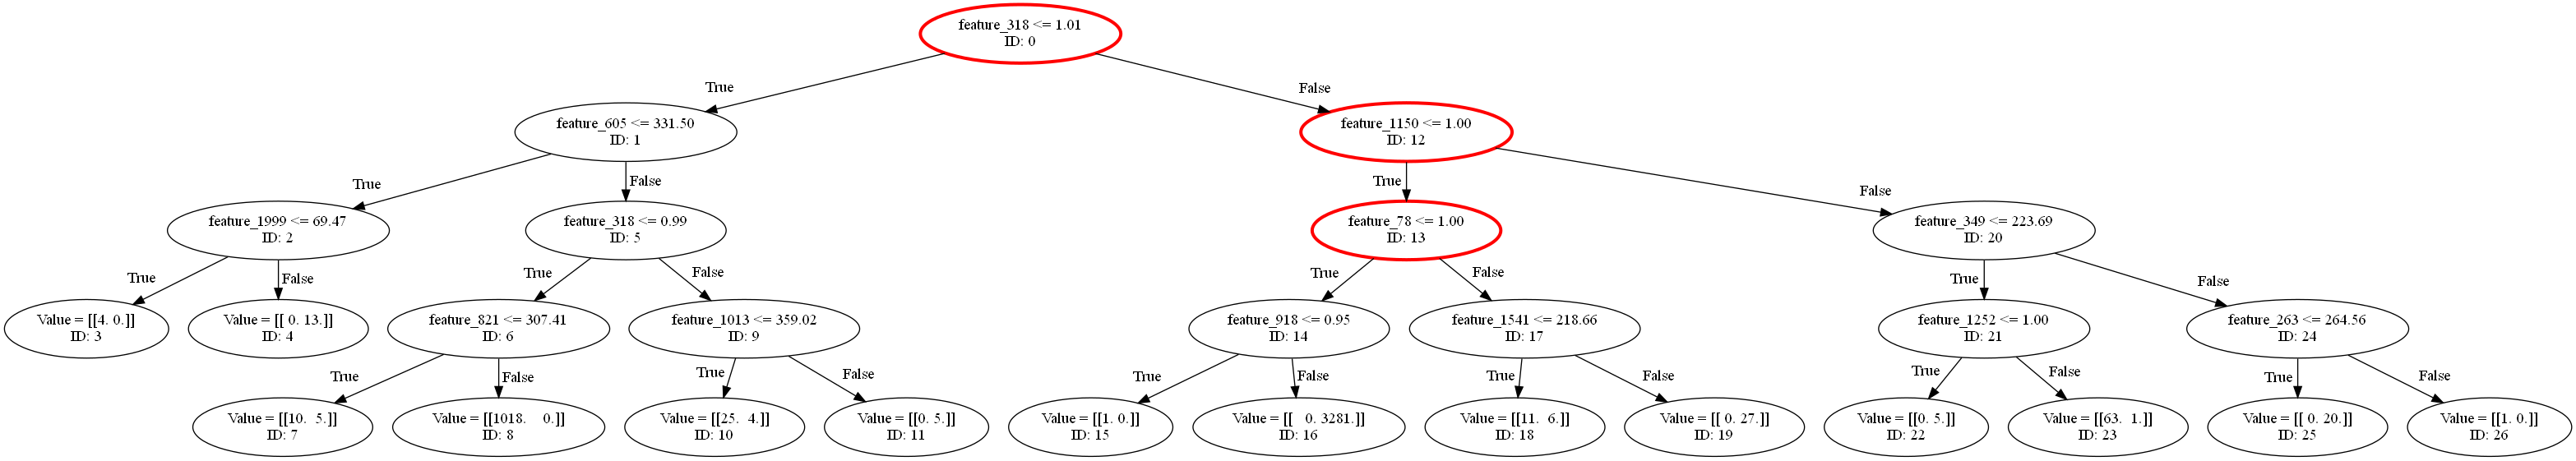 feature_318 <= 1.01
ID: 0
True
False
feature_605 <= 331.50
ID: 1
feature_1150 <= 1.00
ID: 12
True
False
True
False
feature_1999 <= 69.47
ID: 2
feature_318 <= 0.99
ID: 5
feature_78 <= 1.00
ID: 13
feature_349 <= 223.69
ID: 20
True
False
True
False
True
False
True
False
Value = [[4. 0.]]
ID: 3
Value = [[ 0. 13.]]
ID: 4
feature_821 <= 307.41
ID: 6
feature_1013 <= 359.02
ID: 9
feature_918 <= 0.95
ID: 14
feature_1541 <= 218.66
ID: 17
feature_1252 <= 1.00
ID: 21
feature_263 <= 264.56
ID: 24
True
False
True
False
True
False
True
False
True
False
True
False
Value = [[10.  5.]]
ID: 7
Value = [[1018.    0.]]
ID: 8
Value = [[25.  4.]]
ID: 10
Value = [[0. 5.]]
ID: 11
Value = [[1. 0.]]
ID: 15
Value = [[   0. 3281.]]
ID: 16
Value = [[11.  6.]]
ID: 18
Value = [[ 0. 27.]]
ID: 19
Value = [[0. 5.]]
ID: 22
Value = [[63.  1.]]
ID: 23
Value = [[ 0. 20.]]
ID: 25
Value = [[1. 0.]]
ID: 26